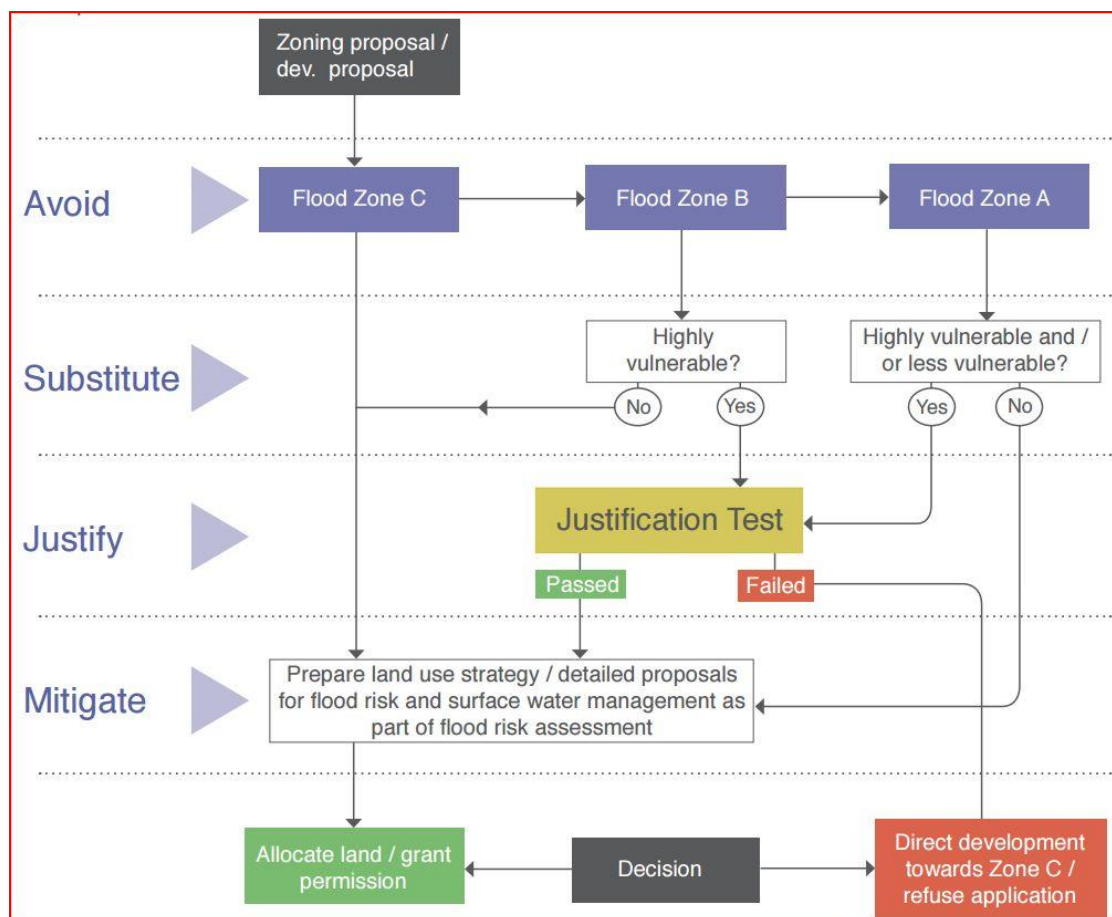 Zoning proposal /
dev. proposal
Avoid
Flood Zone C
Flood Zone B
Flood Zone A
Substitute
Highly
vulnerable?
Highly vulnerable and /
or less vulnerable?
No
Yes
Yes
No
Justify
Justification Test
Passed
Failed
Mitigate
Prepare land use strategy / detailed proposals
for flood risk and surface water management as
part of flood risk assessment
Allocate land / grant
permission
Decision
Direct development
towards Zone C /
refuse application